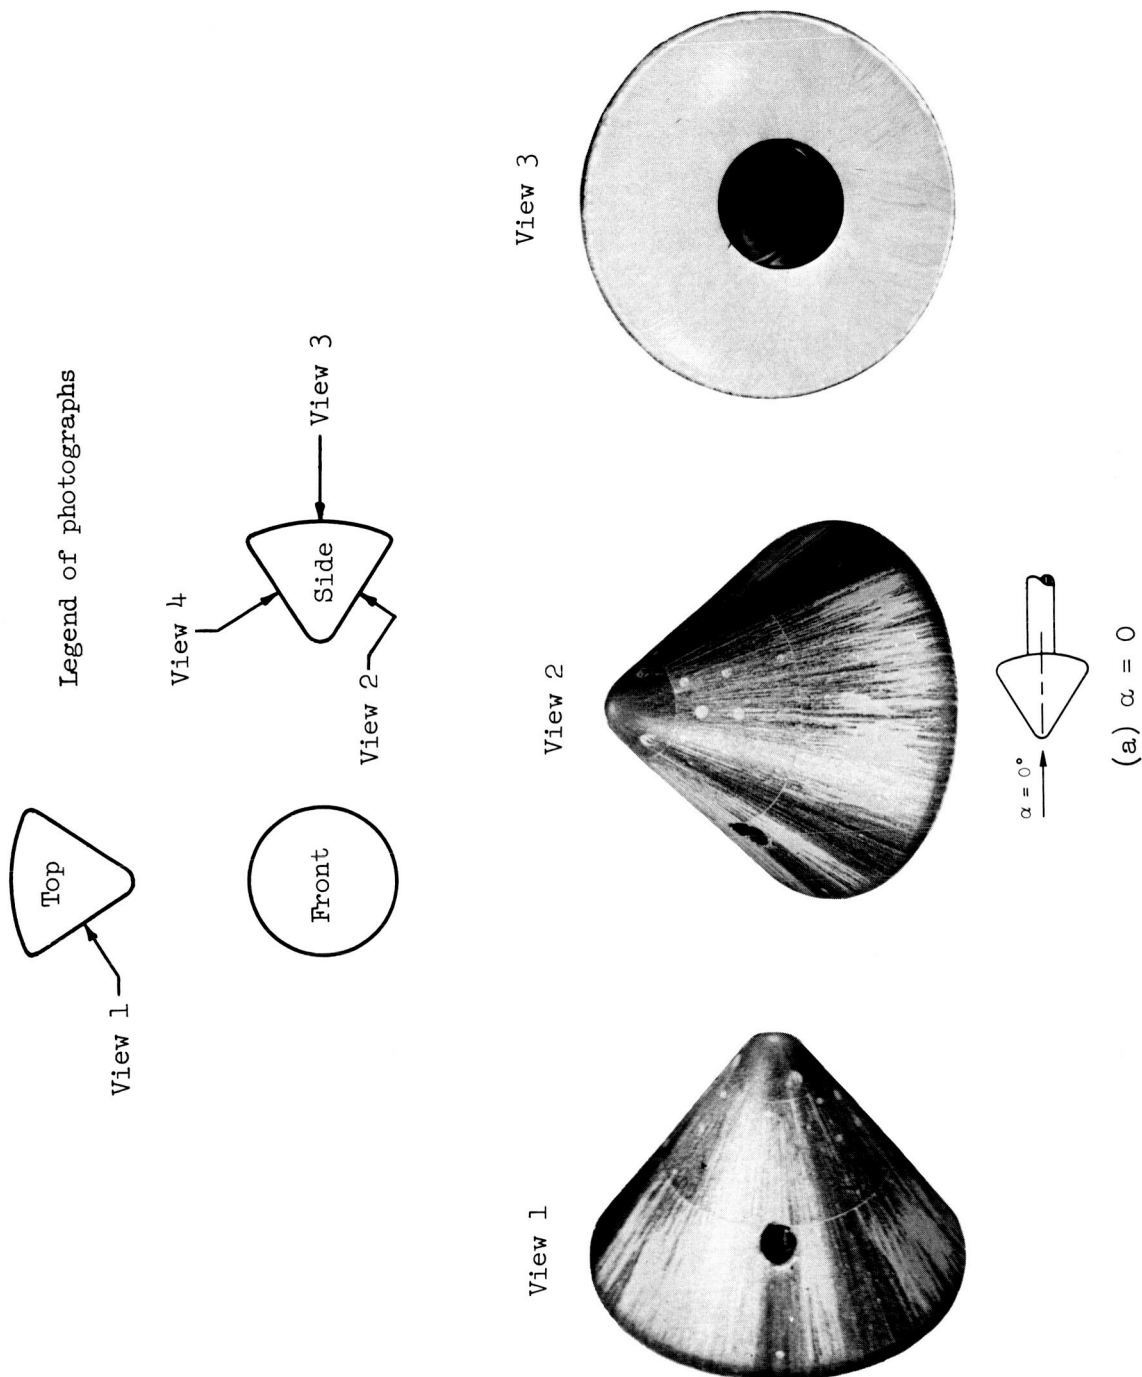 Legend of photographs
Top
View 1
Front
View 4
Side
View 3
View 2
View 1
View 2
View 3
α = 0°
(a) α = 0